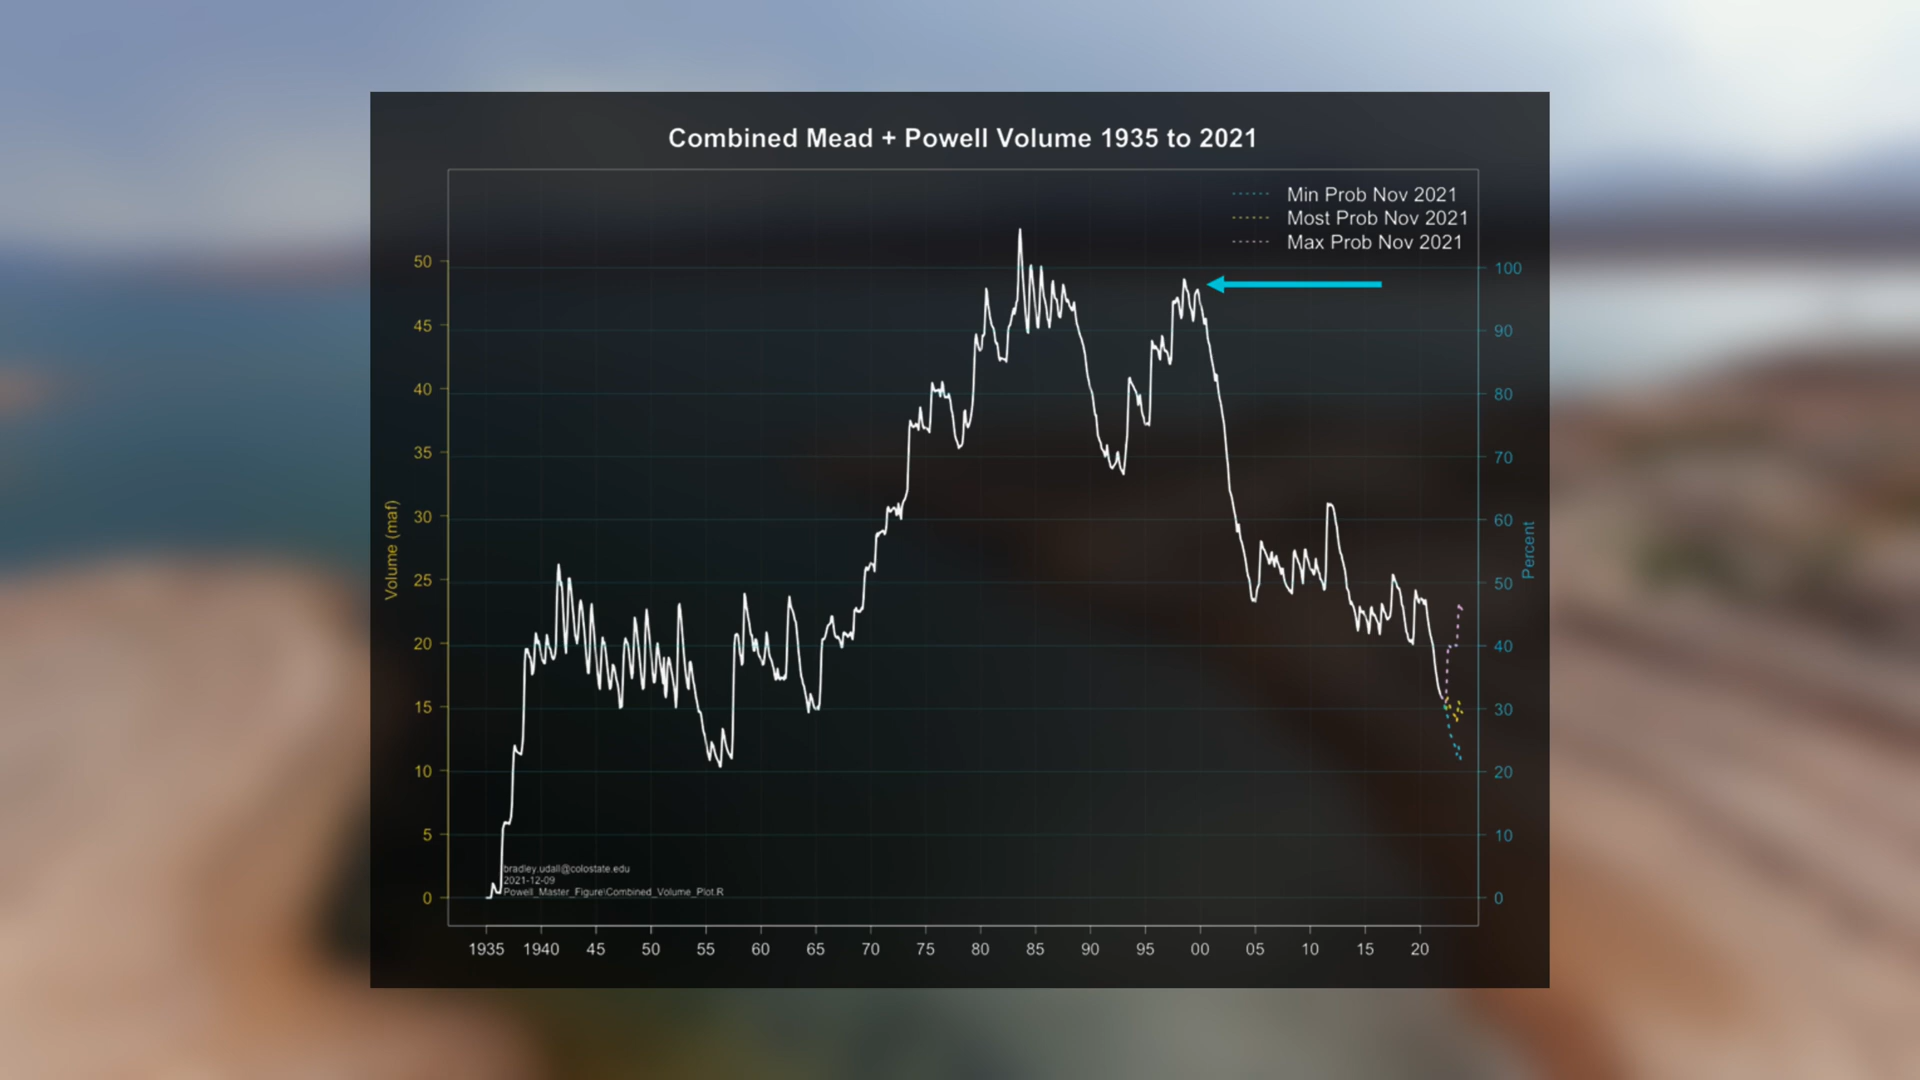 Combined Mead + Powell Volume 1935 to 2021
Min Prob Nov 2021
Most Prob Nov 2021
Max Prob Nov 2021
50
45
40
35
30
25
20
15
10
5
0
Volume (maf)
100
90
80
70
60
50
40
30
20
10
0
Percent
bradley.udall@colostate.edu
2021-12-09
Powell_Master_Figure\Combined_Volume_Plot.R
1935 1940 45 50 55 60 65 70 75 80 85 90 95 00 05 10 15 20